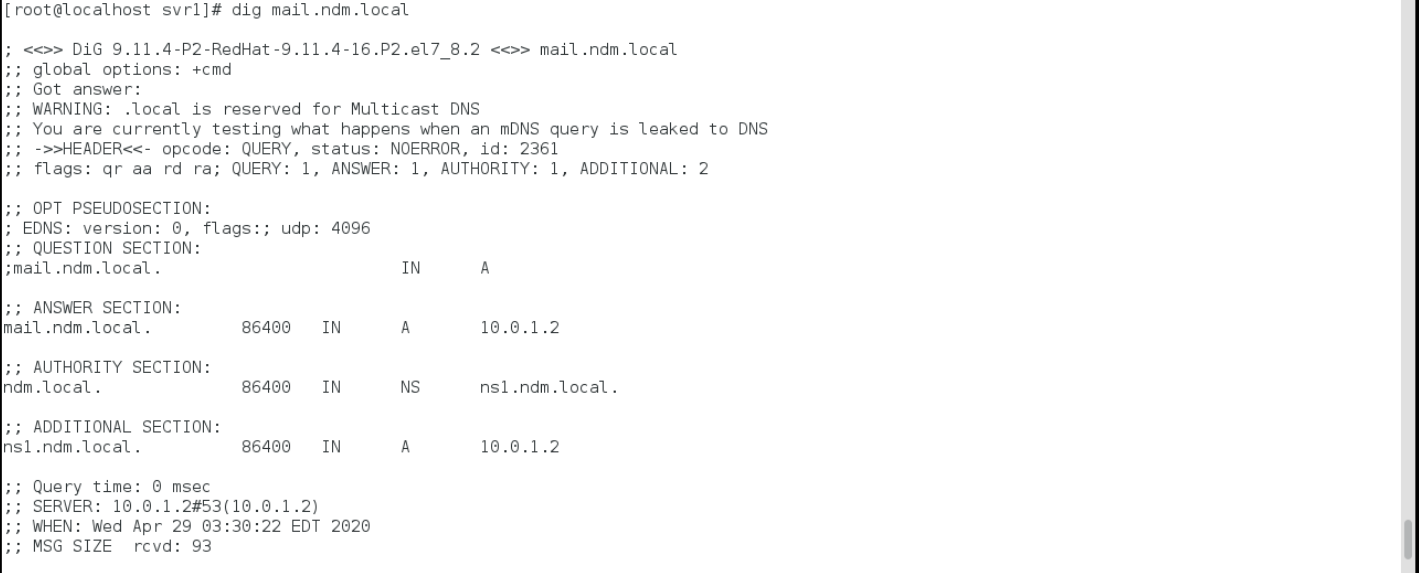 [root@localhost svr1]# dig mail.ndm.local
; <<>> DiG 9.11.4-P2-RedHat-9.11.4-16.P2.el7_8.2 <<>> mail.ndm.local
;; global options: +cmd
;; Got answer:
;; WARNING: .local is reserved for Multicast DNS
;; You are currently testing what happens when an mDNS query is leaked to DNS
;; ->>HEADER<<- opcode: QUERY, status: NOERROR, id: 2361
;; flags: qr aa rd ra; QUERY: 1, ANSWER: 1, AUTHORITY: 1, ADDITIONAL: 2
;; OPT PSEUDOSECTION:
; EDNS: version: 0, flags:; udp: 4096
;; QUESTION SECTION:
;mail.ndm.local. IN A
;; ANSWER SECTION:
mail.ndm.local. 86400 IN A 10.0.1.2
;; AUTHORITY SECTION:
ndm.local. 86400 IN NS ns1.ndm.local.
;; ADDITIONAL SECTION:
ns1.ndm.local. 86400 IN A 10.0.1.2
;; Query time: 0 msec
;; SERVER: 10.0.1.2#53(10.0.1.2)
;; WHEN: Wed Apr 29 03:30:22 EDT 2020
;; MSG SIZE rcvd: 93